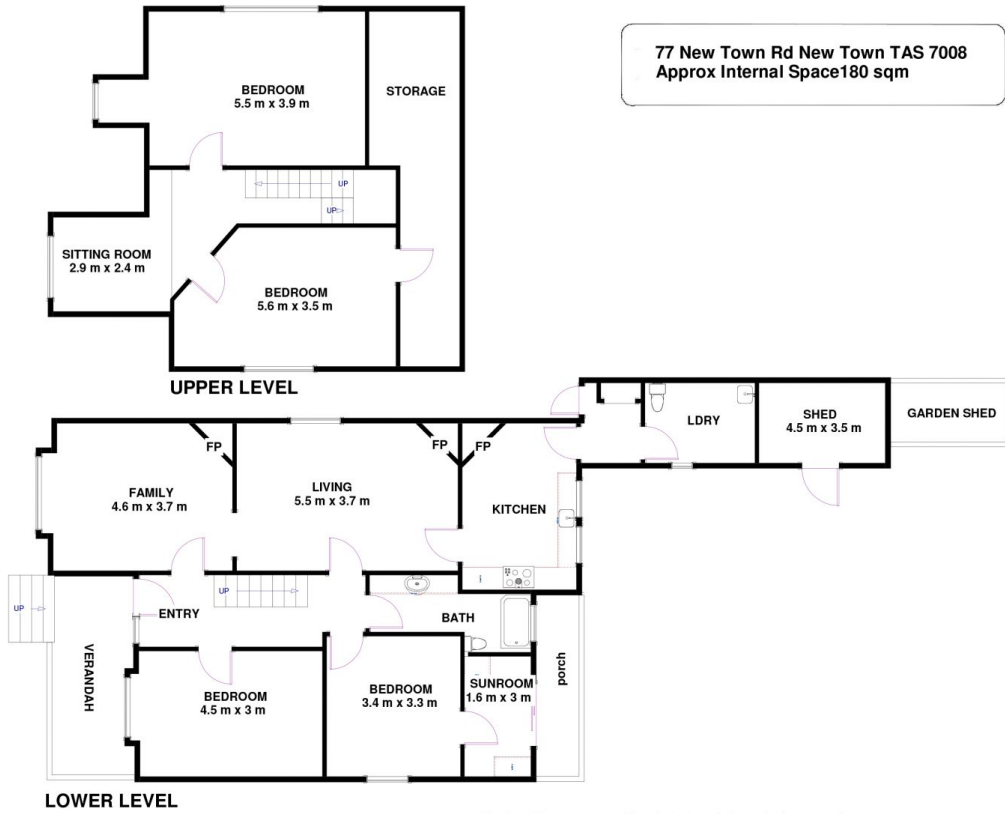 77 New Town Rd New Town TAS 7008
Approx Internal Space180 sqm
BEDROOM
5.5 m x 3.9 m
STORAGE
UP
UP
SITTING ROOM
2.9 m x 2.4 m
BEDROOM
5.6 m x 3.5 m
UPPER LEVEL
FP
FAMILY
4.6 m x 3.7 m
LIVING
5.5 m x 3.7 m
FP
FP
KITCHEN
LDRY
SHED
4.5 m x 3.5 m
GARDEN SHED
UP
UP
ENTRY
BATH
VERANDAH
BEDROOM
4.5 m x 3 m
BEDROOM
3.4 m x 3.3 m
SUNROOM
1.6 m x 3 m
porch
LOWER LEVEL